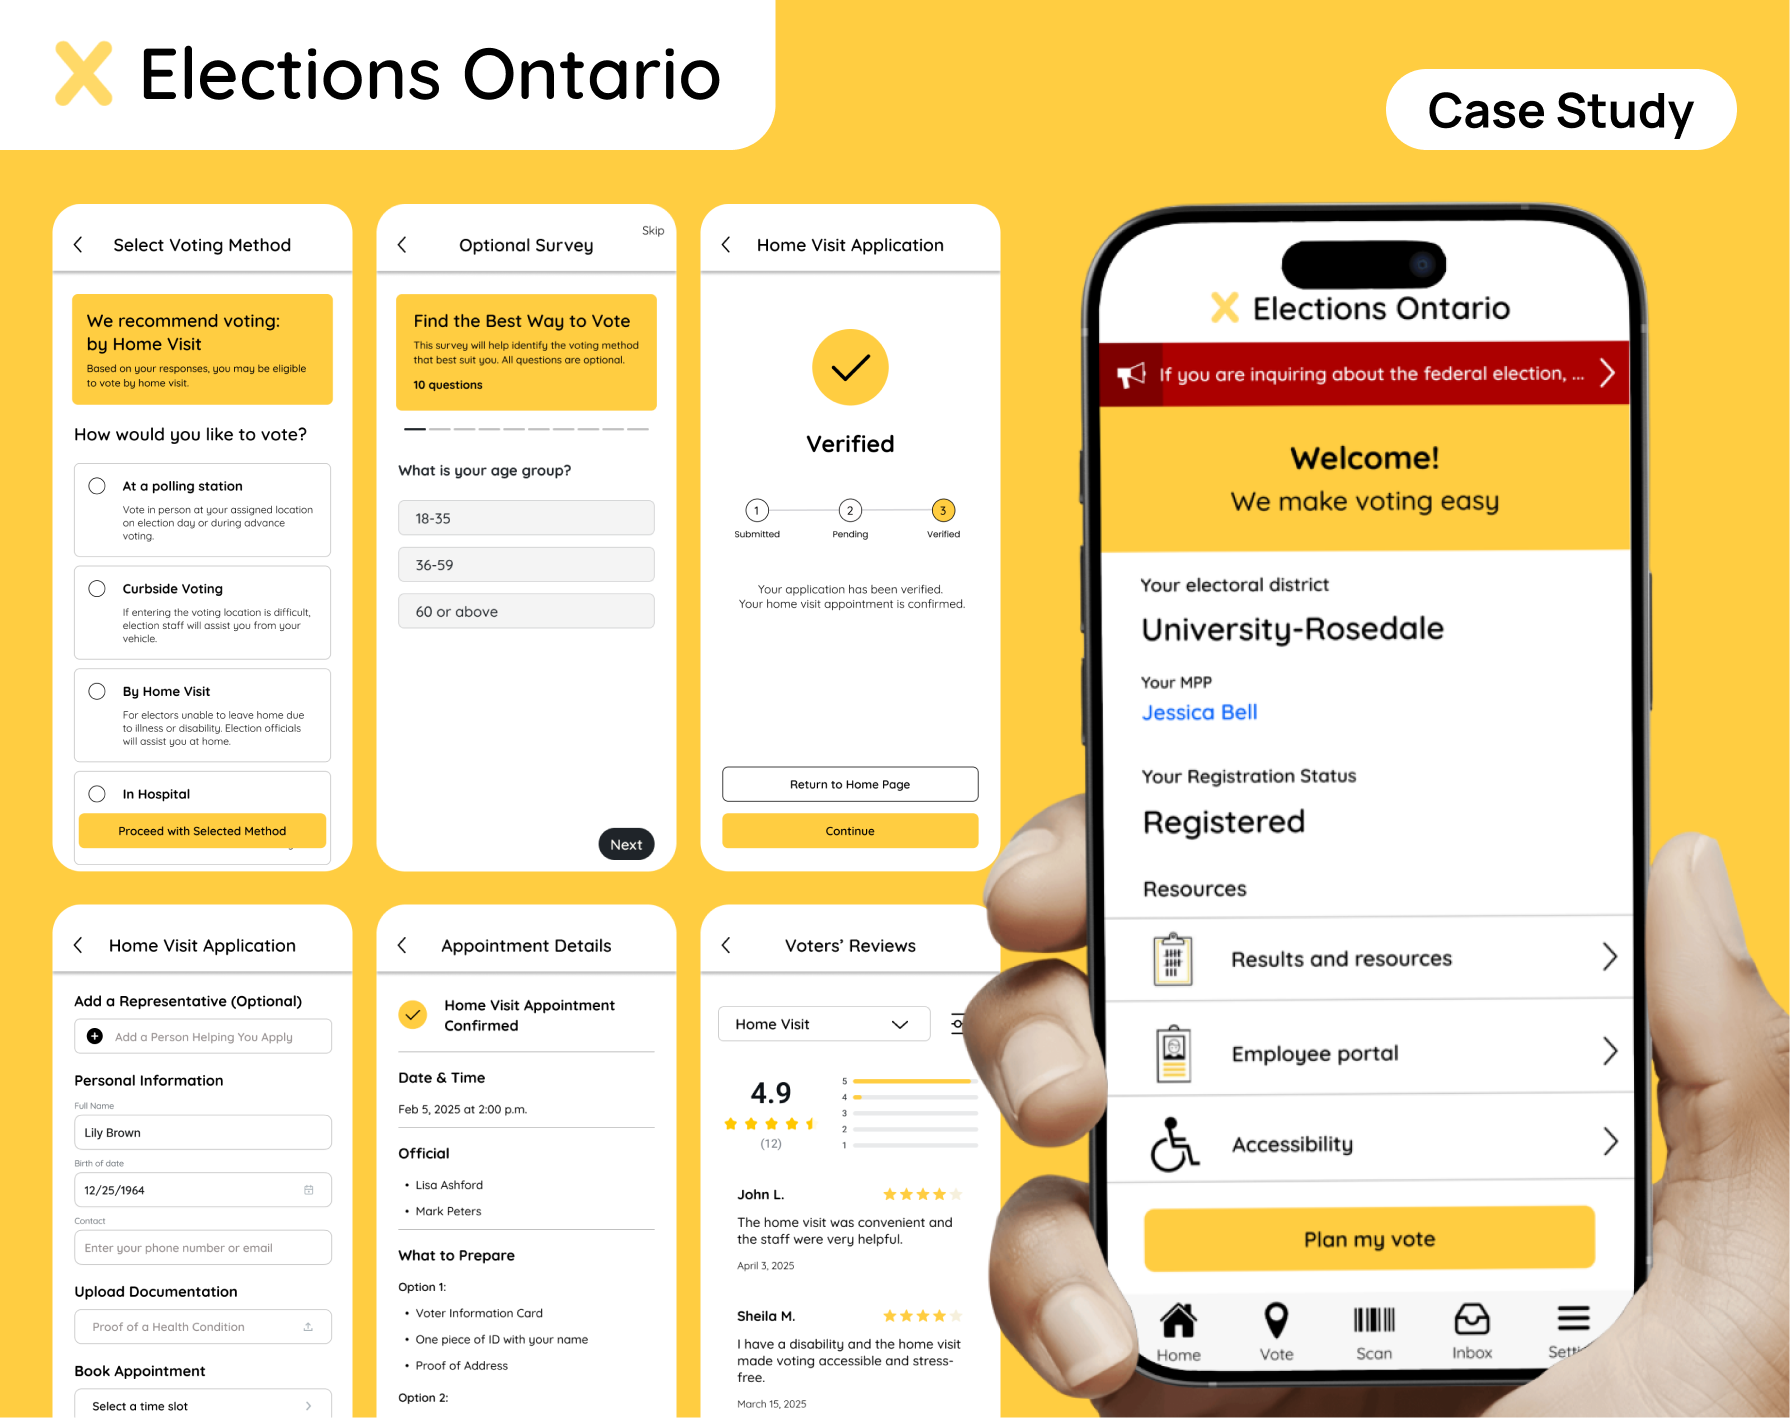 Elections Ontario
Case Study
Select Voting Method
We recommend voting:
by Home Visit
Based on your responses, you may be eligible
to vote by home visit.
How would you like to vote?
At a polling station
Vote in person at your assigned location
on election day or during advance
voting.
Curbside Voting
If entering the voting location is difficult,
election staff will assist you from your
vehicle.
By Home Visit
For electors unable to leave home due
to illness or disability. Election officials
will assist you at home.
In Hospital
Proceed with Selected Method
Skip
Optional Survey
Find the Best Way to Vote
This survey will help identify the voting method
that best suit you. All questions are optional.
10 questions
What is your age group?
18-35
36-59
60 or above
Next
Home Visit Application
Verified
1
2
3
Submitted
Pending
Verified
Your application has been verified.
Your home visit appointment is confirmed.
Return to Home Page
Continue
Home Visit Application
Add a Representative (Optional)
Add a Person Helping You Apply
Personal Information
Full Name
Lily Brown
Birth of date
12/25/1964
Contact
Enter your phone number or email
Upload Documentation
Proof of a Health Condition
Book Appointment
Select a time slot
Appointment Details
Home Visit Appointment
Confirmed
Date & Time
Feb 5, 2025 at 2:00 p.m.
Official
• Lisa Ashford
• Mark Peters
What to Prepare
Option 1:
• Voter Information Card
• One piece of ID with your name
• Proof of Address
Option 2:
Voters' Reviews
Home Visit
4.9
(12)
5
4
3
2
1
John L.
The home visit was convenient and
the staff were very helpful.
April 3, 2025
Sheila M.
I have a disability and the home visit
made voting accessible and stress-
free.
March 15, 2025
Elections Ontario
If you are inquiring about the federal election, ...
Welcome!
We make voting easy
Your electoral district
University-Rosedale
Your MPP
Jessica Bell
Your Registration Status
Registered
Resources
Results and resources
Employee portal
Accessibility
Plan my vote
Home
Vote
Scan
Inbox